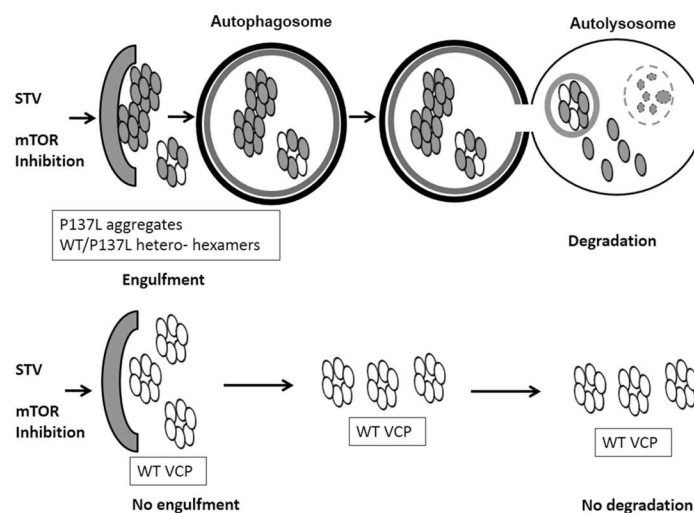 Autophagosome
Autolysosome
STV
mTOR
Inhibition
P137L aggregates
WT/P137L hetero- hexamers
Engulfment
Degradation
STV
mTOR
Inhibition
WT VCP
WT VCP
WT VCP
No engulfment
No degradation